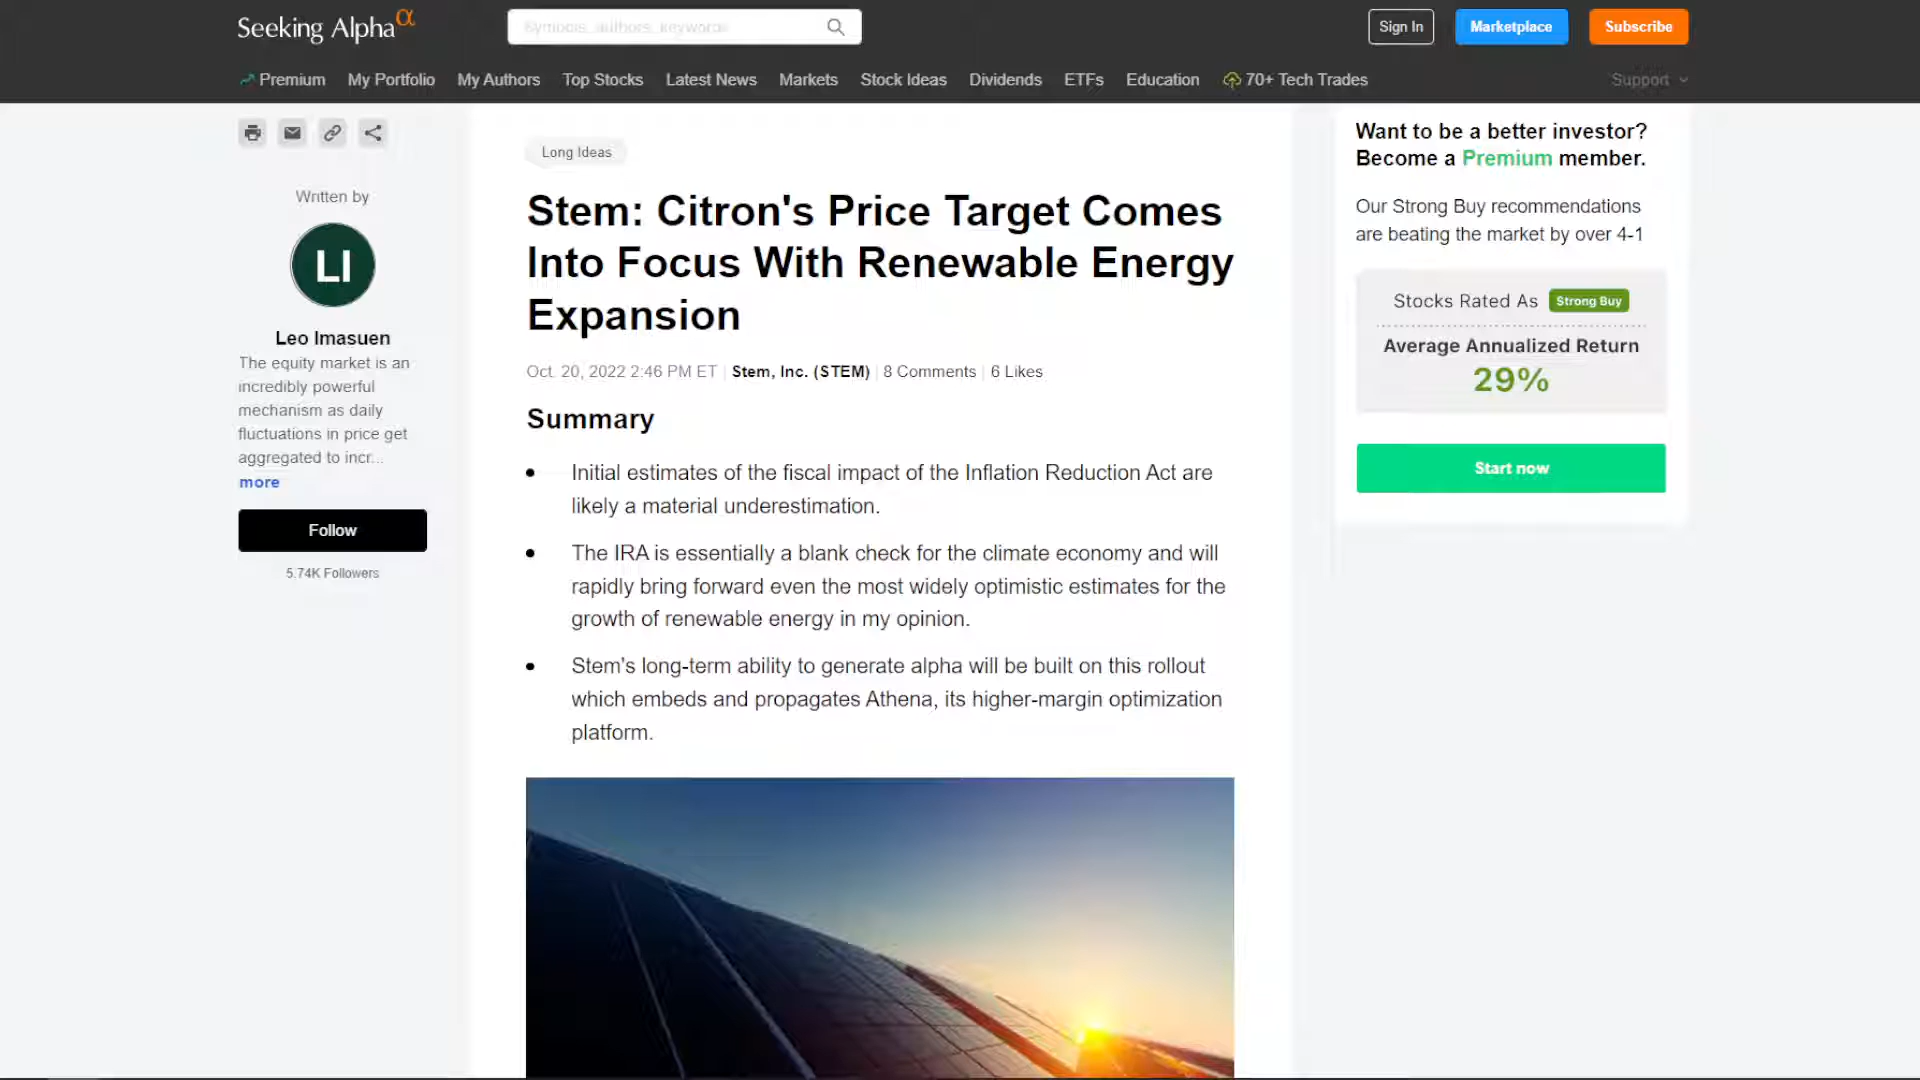 Seeking Alpha α
Symbols, authors, keywords
Sign In
Marketplace
Subscribe
Premium
My Portfolio
My Authors
Top Stocks
Latest News
Markets
Stock Ideas
Dividends
ETFs
Education
70+ Tech Trades
Support
Written by
LI
Leo Imasuen
The equity market is an
incredibly powerful
mechanism as daily
fluctuations in price get
aggregated to incr...
more
Follow
5.74K Followers
Long Ideas
Stem: Citron's Price Target Comes
Into Focus With Renewable Energy
Expansion
Oct. 20, 2022 2:46 PM ET | Stem, Inc. (STEM) | 8 Comments | 6 Likes
Summary
• Initial estimates of the fiscal impact of the Inflation Reduction Act are
likely a material underestimation.
• The IRA is essentially a blank check for the climate economy and will
rapidly bring forward even the most widely optimistic estimates for the
growth of renewable energy in my opinion.
• Stem's long-term ability to generate alpha will be built on this rollout
which embeds and propagates Athena, its higher-margin optimization
platform.
Want to be a better investor?
Become a Premium member.
Our Strong Buy recommendations
are beating the market by over 4-1
Stocks Rated As Strong Buy
Average Annualized Return
29%
Start now